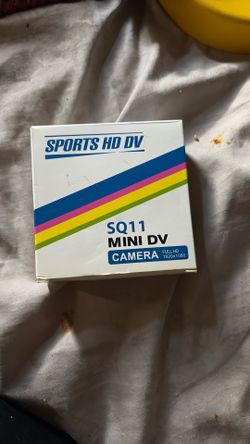 SPORTS HD DV
SQ11
MINI DV
CAMERA FULL HD
1920x1080